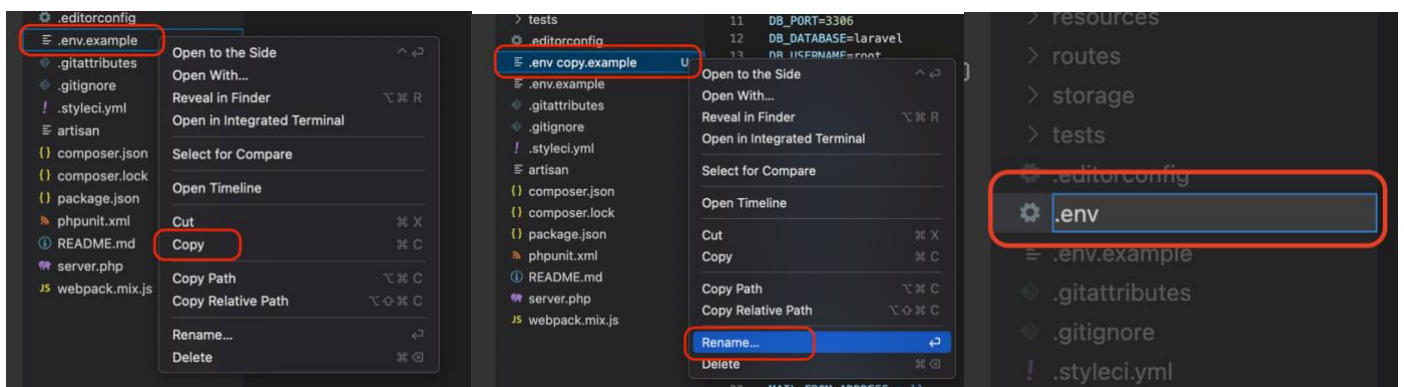 .editorconfig
.env.example
.gitattributes
.gitignore
.styleci.yml
artisan
composer.json
composer.lock
package.json
phpunit.xml
README.md
server.php
webpack.mix.js
Open to the Side
Open With...
Reveal in Finder ⌥ ⌘ R
Open in Integrated Terminal
Select for Compare
Open Timeline
Cut ⌘ X
Copy ⌘ C
Copy Path ⌥ ⌘ C
Copy Relative Path ⌥ ⇧ ⌘ C
Rename...
Delete
tests
.editorconfig
.env copy.example U
.env.example
.gitattributes
.gitignore
.styleci.yml
artisan
composer.json
composer.lock
package.json
phpunit.xml
README.md
server.php
webpack.mix.js
11 DB_PORT=3306
12 DB_DATABASE=laravel
13 DB_USERNAME=root
Open to the Side
Open With...
Reveal in Finder ⌥ ⌘ R
Open in Integrated Terminal
Select for Compare
Open Timeline
Cut ⌘ X
Copy ⌘ C
Copy Path ⌥ ⌘ C
Copy Relative Path ⌥ ⇧ ⌘ C
Rename...
Delete
resources
routes
storage
tests
.editorconfig
.env
.env.example
.gitattributes
.gitignore
.styleci.yml